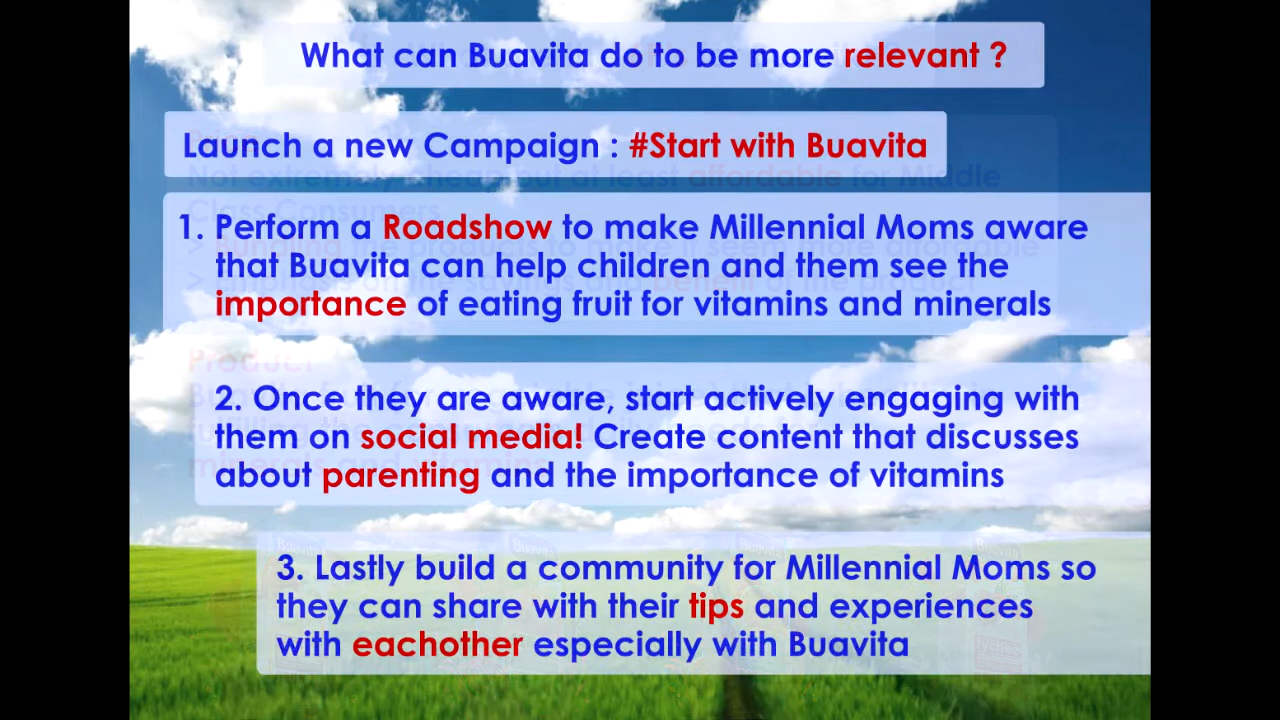 What can Buavita do to be more relevant ?
Launch a new Campaign : #Start with Buavita
1. Perform a Roadshow to make Millennial Moms aware
that Buavita can help children and them see the
importance of eating fruit for vitamins and minerals
2. Once they are aware, start actively engaging with
them on social media! Create content that discusses
about parenting and the importance of vitamins
3. Lastly build a community for Millennial Moms so
they can share with their tips and experiences
with eachother especially with Buavita